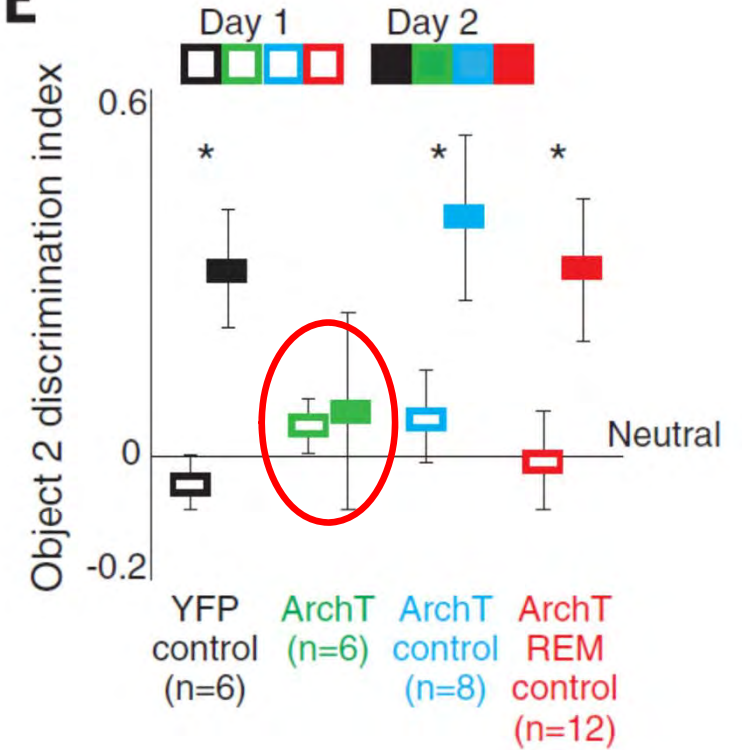 E
Day 1 Day 2
Object 2 discrimination index
0.6
* * *
Neutral
0
-0.2
YFP ArchT ArchT ArchT
control (n=6) control REM
(n=6) (n=8) control
(n=12)